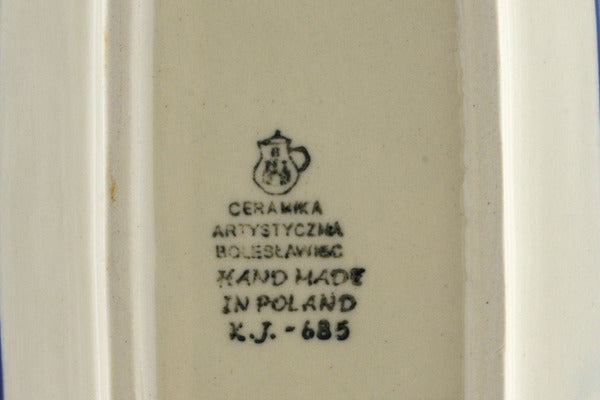 CERAMIKA
ARTYSTYCZNA
BOLESŁAWIEC
HAND MADE
IN POLAND
K.J. - 685